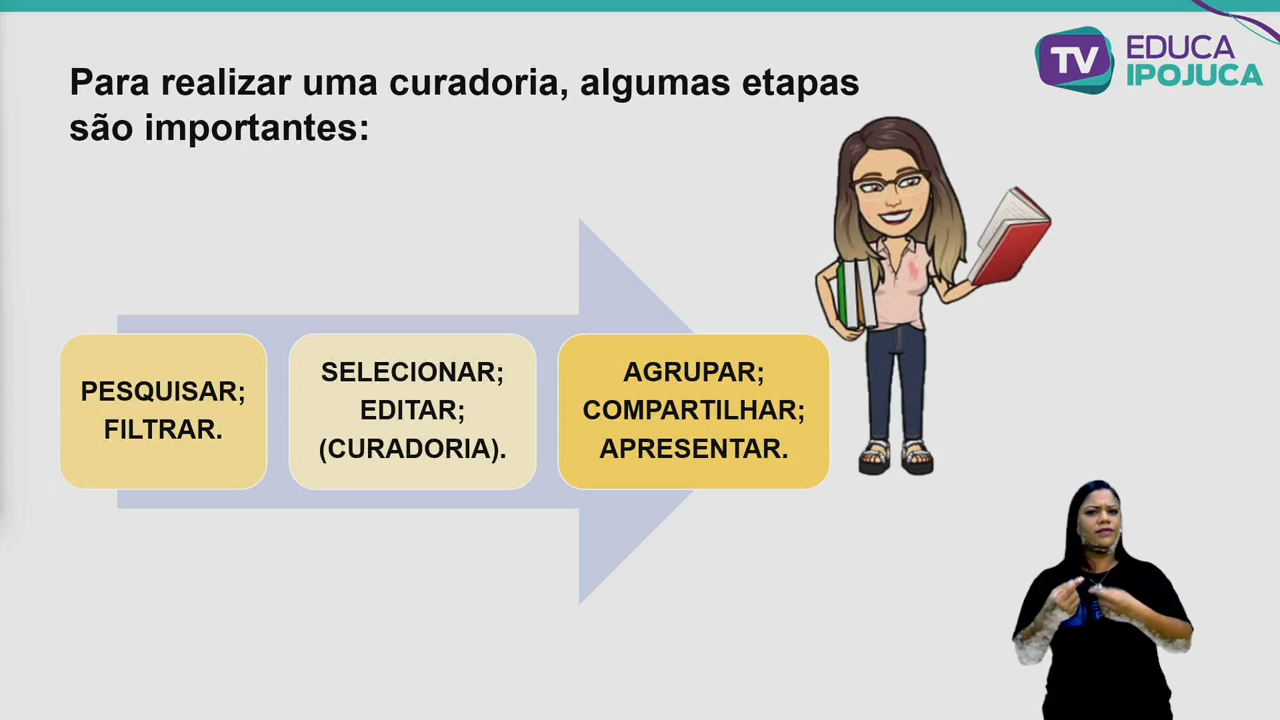 Para realizar uma curadoria, algumas etapas
são importantes:
TV EDUCA
IPOJUCA
PESQUISAR;
FILTRAR.
SELECIONAR;
EDITAR;
(CURADORIA).
AGRUPAR;
COMPARTILHAR;
APRESENTAR.